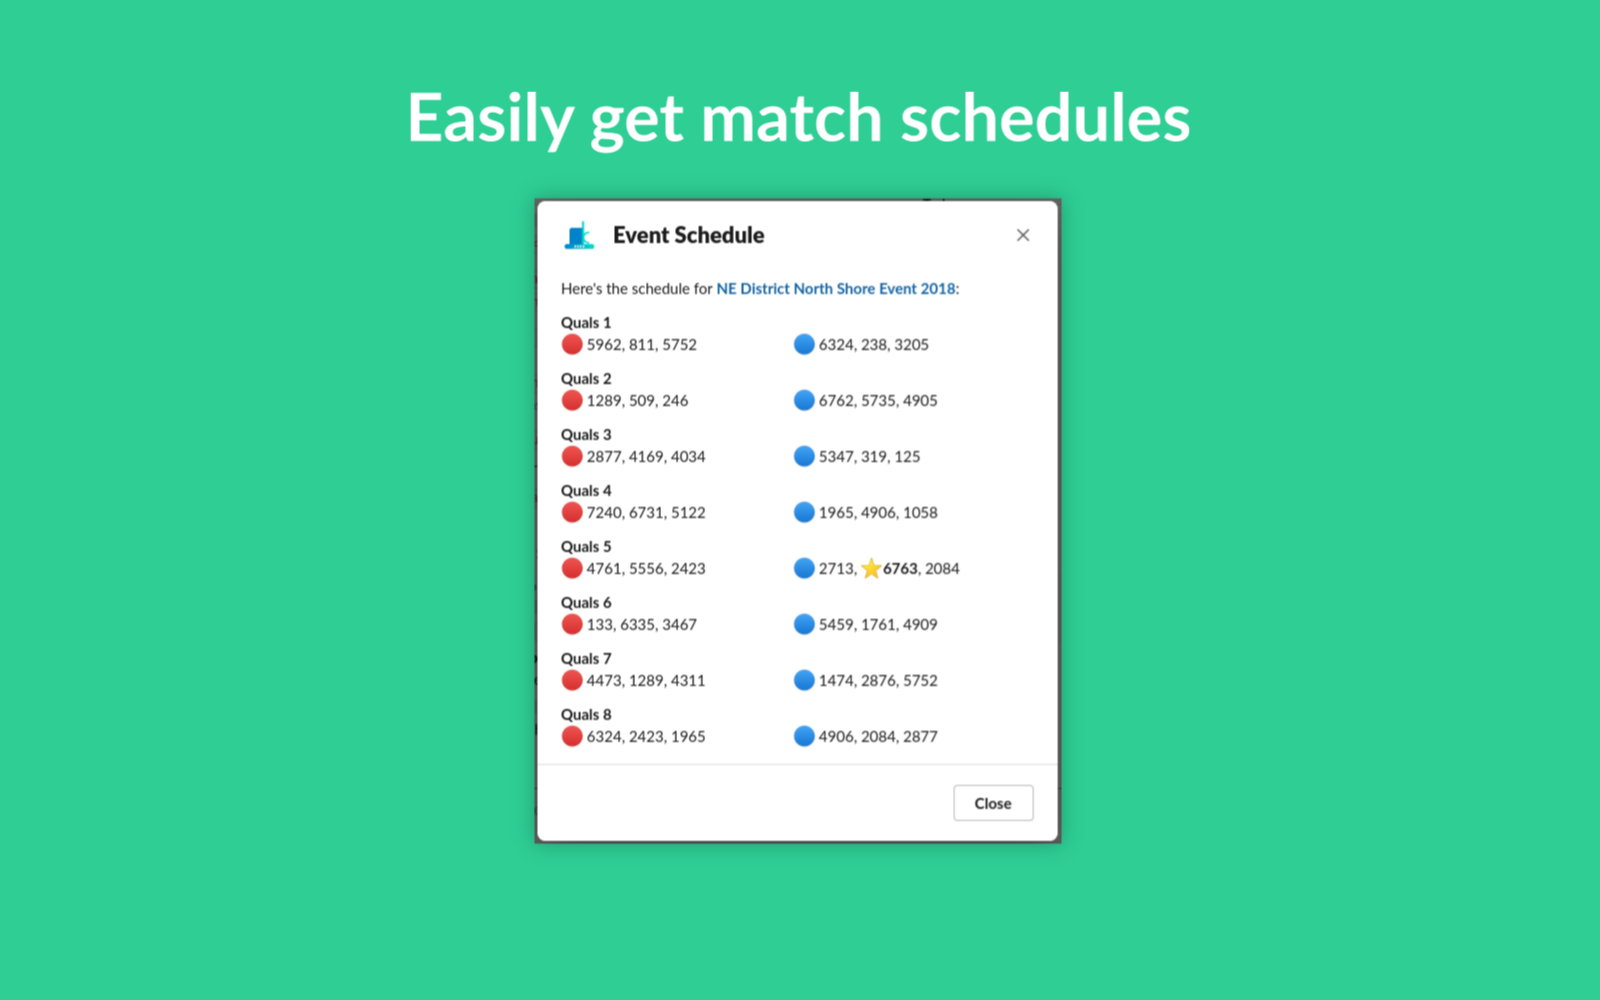 Easily get match schedules
Event Schedule
Here's the schedule for NE District North Shore Event 2018:
Quals 1
5962, 811, 5752 6324, 238, 3205
Quals 2
1289, 509, 246 6762, 5735, 4905
Quals 3
2877, 4169, 4034 5347, 319, 125
Quals 4
7240, 6731, 5122 1965, 4906, 1058
Quals 5
4761, 5556, 2423 2713, ⭐6763, 2084
Quals 6
133, 6335, 3467 5459, 1761, 4909
Quals 7
4473, 1289, 4311 1474, 2876, 5752
Quals 8
6324, 2423, 1965 4906, 2084, 2877
Close